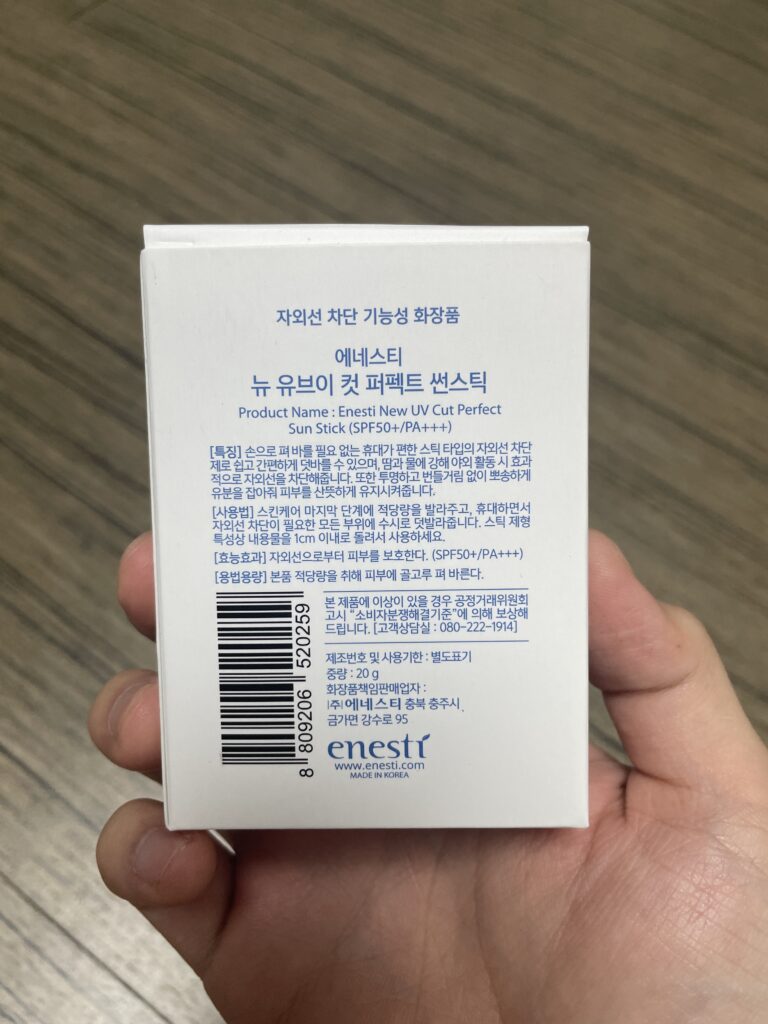 자외선 차단 기능성 화장품
에네스티
뉴 유브이 컷 퍼펙트 썬스틱
Product Name : Enesti New UV Cut Perfect
Sun Stick (SPF50+/PA+++)
[특징] 손으로 펴 바를 필요 없는 휴대가 편한 스틱 타입의 자외선 차단
제로 쉽고 간편하게 덧바를 수 있으며, 땀과 물에 강해 야외 활동 시 효과
적으로 자외선을 차단해줍니다. 또한 투명하고 번들거림 없이 뽀송하게
유분을 잡아줘 피부를 산뜻하게 유지시켜줍니다.
[사용법] 스킨케어 마지막 단계에 적당량을 발라주고, 휴대하면서
자외선 차단이 필요한 모든 부위에 수시로 덧발라줍니다. 스틱 제형
특성상 내용물을 1cm 이내로 돌려서 사용하세요.
[효능효과] 자외선으로부터 피부를 보호한다. (SPF50+/PA+++)
[용법용량] 본품 적당량을 취해 피부에 골고루 펴 바른다.
본 제품에 이상이 있을 경우 공정거래위원회
고시 "소비자분쟁해결기준"에 의해 보상해
드립니다. [고객상담실 : 080-222-1914]
제조번호 및 사용기한 : 별도표기
중량 : 20 g
화장품책임판매업자 :
(주)에네스티 충북 충주시
금가면 강수로 95
enesti
www.enesti.com
MADE IN KOREA
8 809206 520259